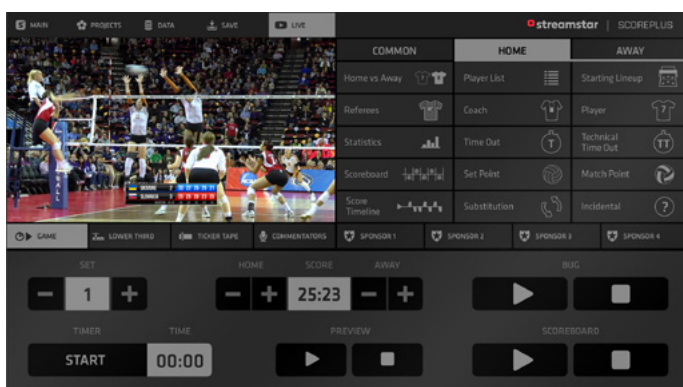 MAIN PROJECTS DATA SAVE LIVE streamstar | SCOREPLUS
COMMON HOME AWAY
Home vs Away Player List Starting Lineup
Referees Coach Player
Statistics Time Out T Technical Time Out TT
Scoreboard Set Point Match Point
Score Timeline Substitution Incidental ?
UKRAINE
SLOVAKIA
GAME LOWER THIRD TICKER TAPE COMMENTATORS SPONSOR 1 SPONSOR 2 SPONSOR 3 SPONSOR 4
SET HOME SCORE AWAY BUG
− 1 + − + 25:23 − +
TIMER TIME PREVIEW SCOREBOARD
START 00:00